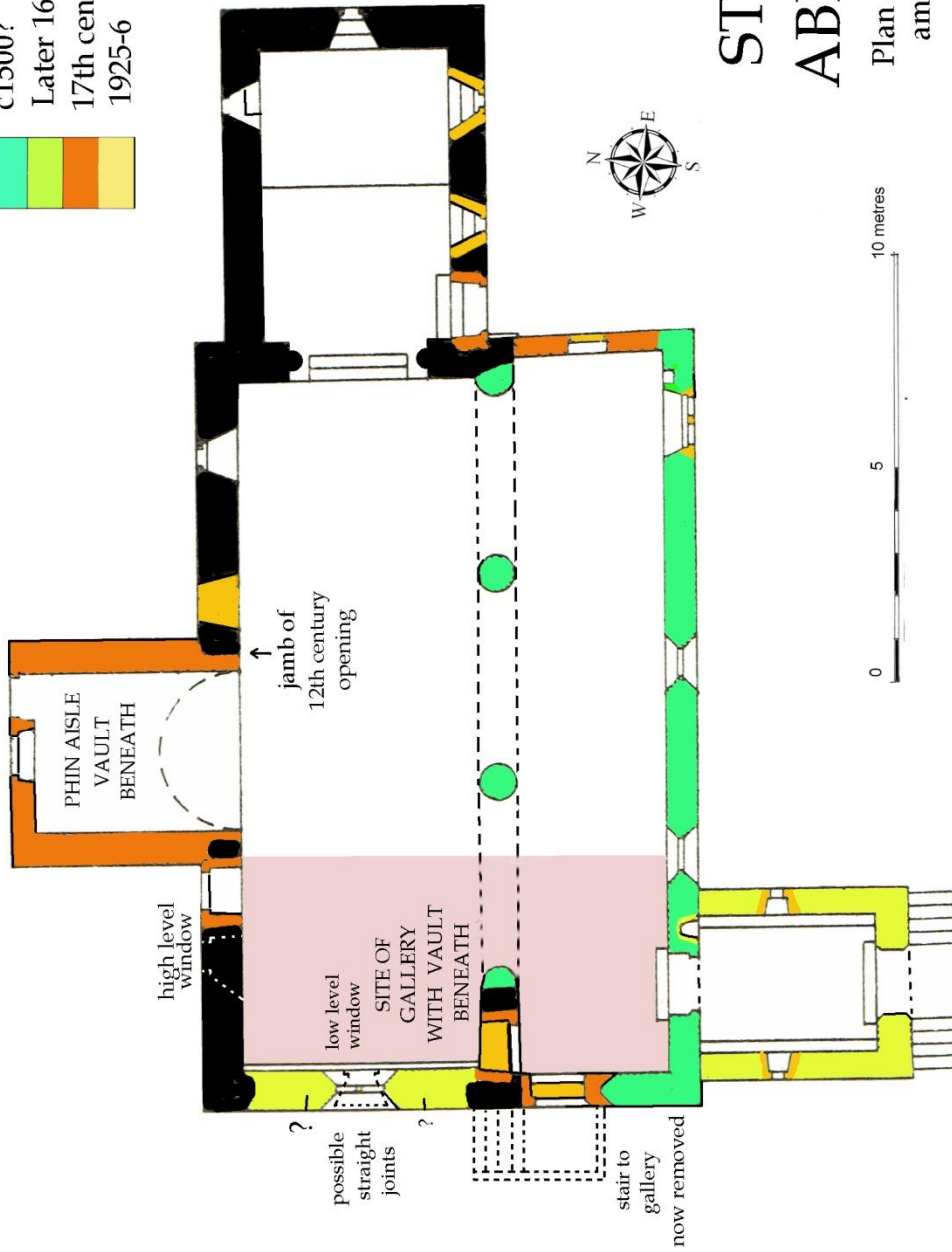 c1500?
Later 16
17th cen
1925-6
ST
AB
Plan
am
N
E
S
W
PHIN AISLE
VAULT
BENEATH
jamb of
12th century
opening
high level
window
low level
window
SITE OF
GALLERY
WITH VAULT
BENEATH
?
?
possible
straight
joints
stair to
gallery
now removed
0
5
10 metres